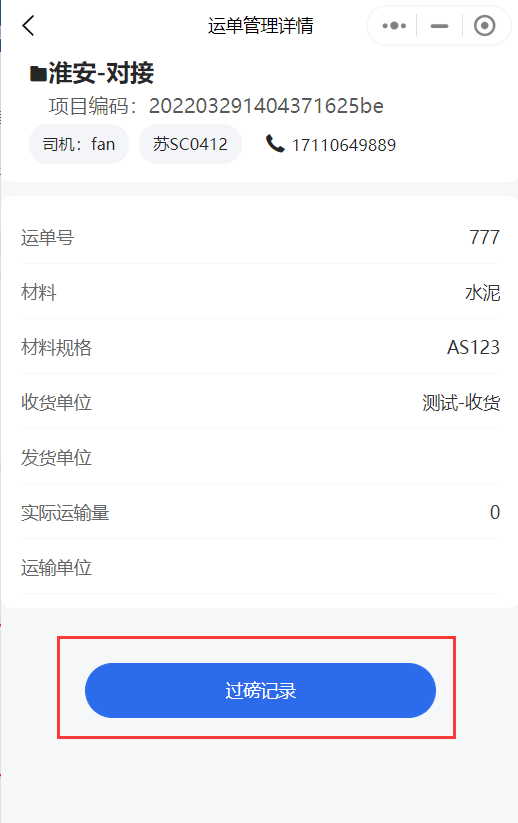 运单管理详情
淮安-对接
项目编码：202203291404371625be
司机：fan 苏SC0412 17110649889
运单号 777
材料 水泥
材料规格 AS123
收货单位 测试-收货
发货单位
实际运输量 0
运输单位
过磅记录